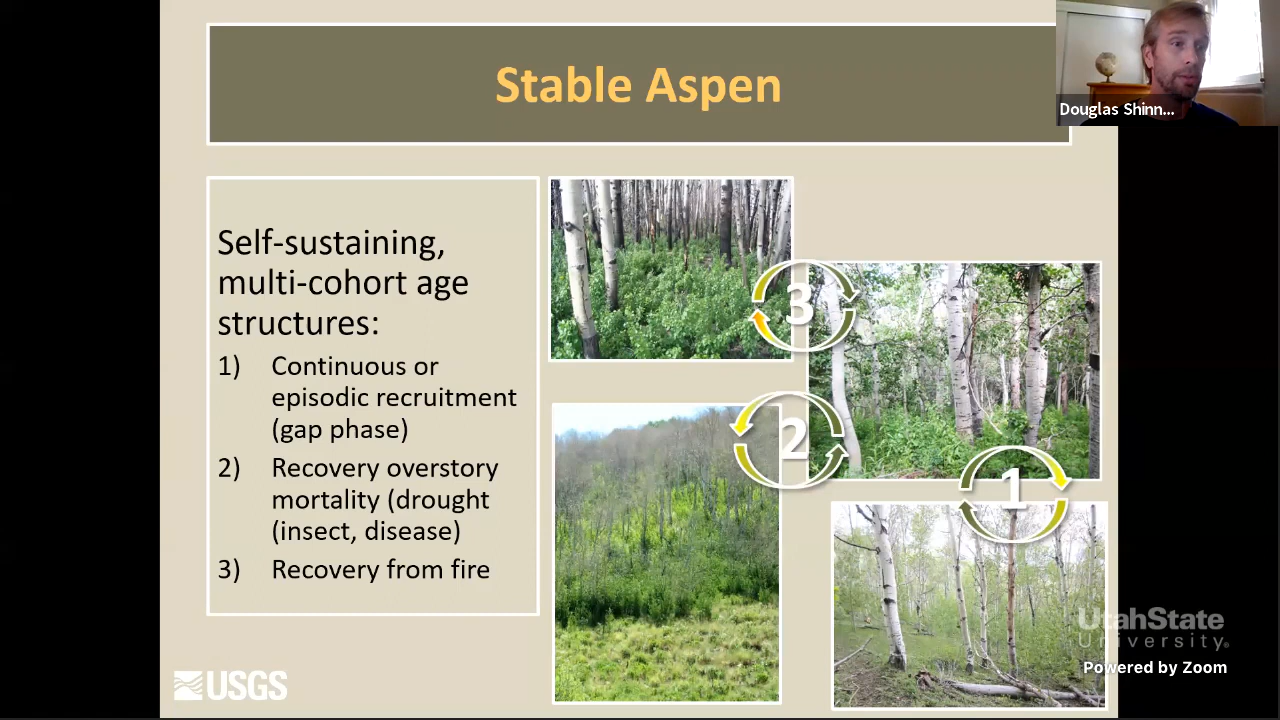 Stable Aspen
Douglas Shinn...
Self-sustaining,
multi-cohort age
structures:
1) Continuous or
episodic recruitment
(gap phase)
2) Recovery overstory
mortality (drought
(insect, disease)
3) Recovery from fire
3
2
1
USGS
UtahState
University
Powered by Zoom